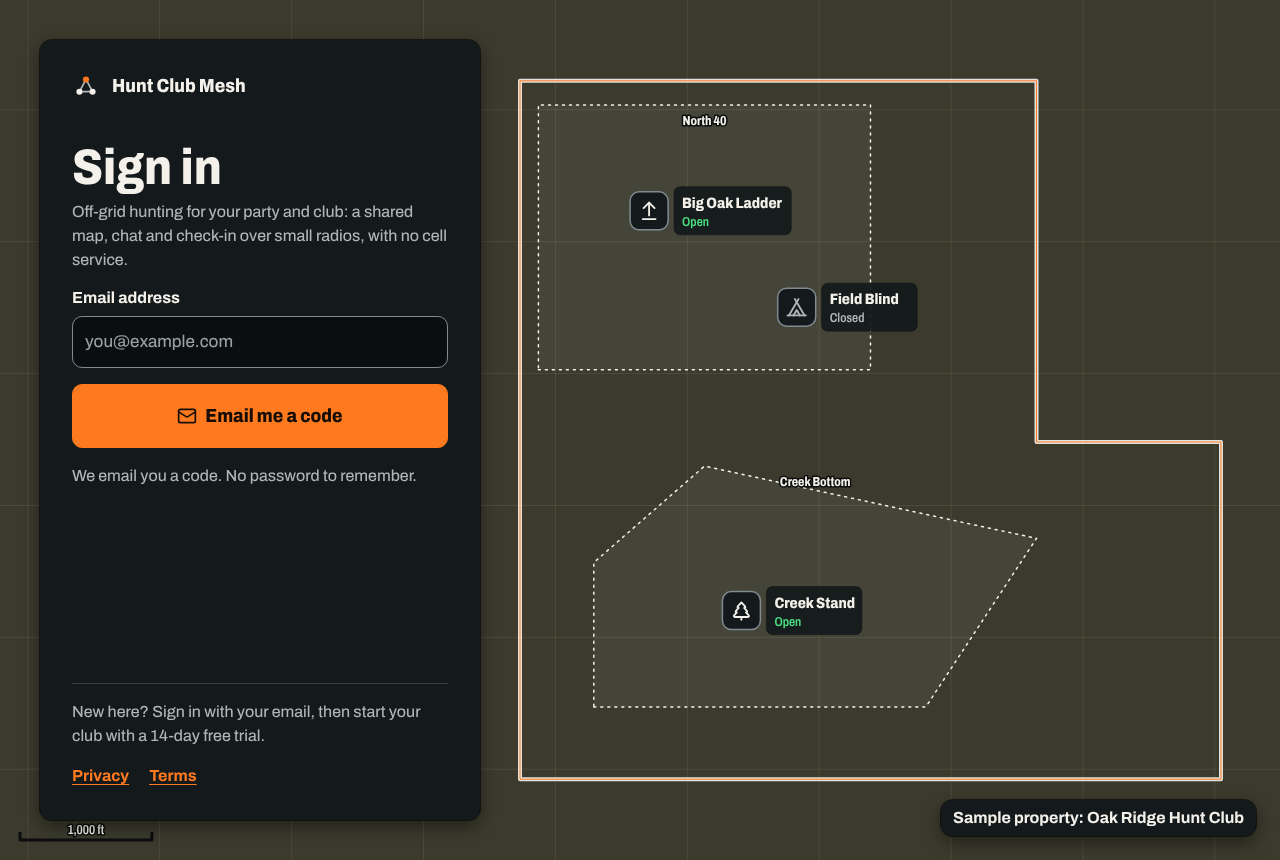 Hunt Club Mesh
Sign in
Off-grid hunting for your party and club: a shared
map, chat and check-in over small radios, with no cell
service.
Email address
you@example.com
Email me a code
We email you a code. No password to remember.
New here? Sign in with your email, then start your
club with a 14-day free trial.
Privacy Terms
1,000 ft
North 40
Big Oak Ladder
Open
Field Blind
Closed
Creek Bottom
Creek Stand
Open
Sample property: Oak Ridge Hunt Club